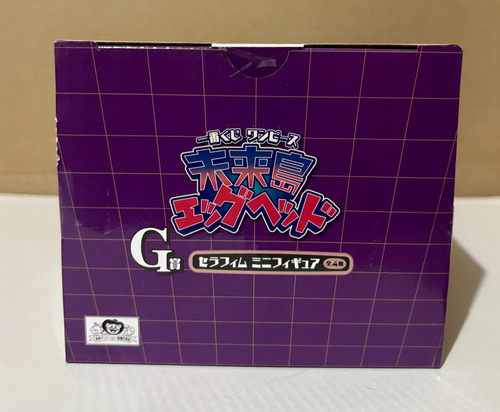 一番くじ ワンピース
未来島
エッグヘッド
G賞
セラフィム ミニフィギュア 全4種